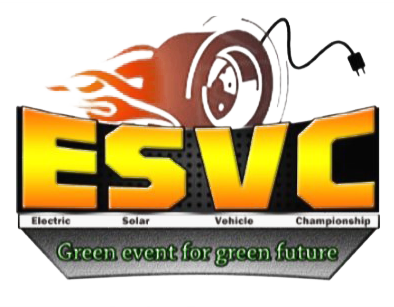 ESVC
Electric Solar Vehicle Championship
Green event for green future